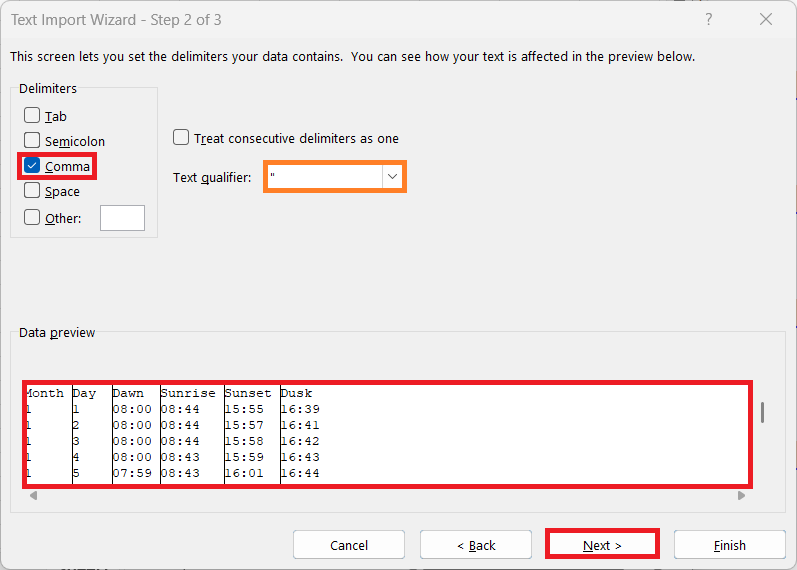 Text Import Wizard - Step 2 of 3 ?
This screen lets you set the delimiters your data contains. You can see how your text is affected in the preview below.
Delimiters
Tab
Semicolon
Comma
Space
Other:
Treat consecutive delimiters as one
Text qualifier: "
Data preview
Month Day Dawn Sunrise Sunset Dusk
1 1 08:00 08:44 15:55 16:39
1 2 08:00 08:44 15:57 16:41
1 3 08:00 08:44 15:58 16:42
1 4 08:00 08:43 15:59 16:43
1 5 07:59 08:43 16:01 16:44
Cancel < Back Next > Finish